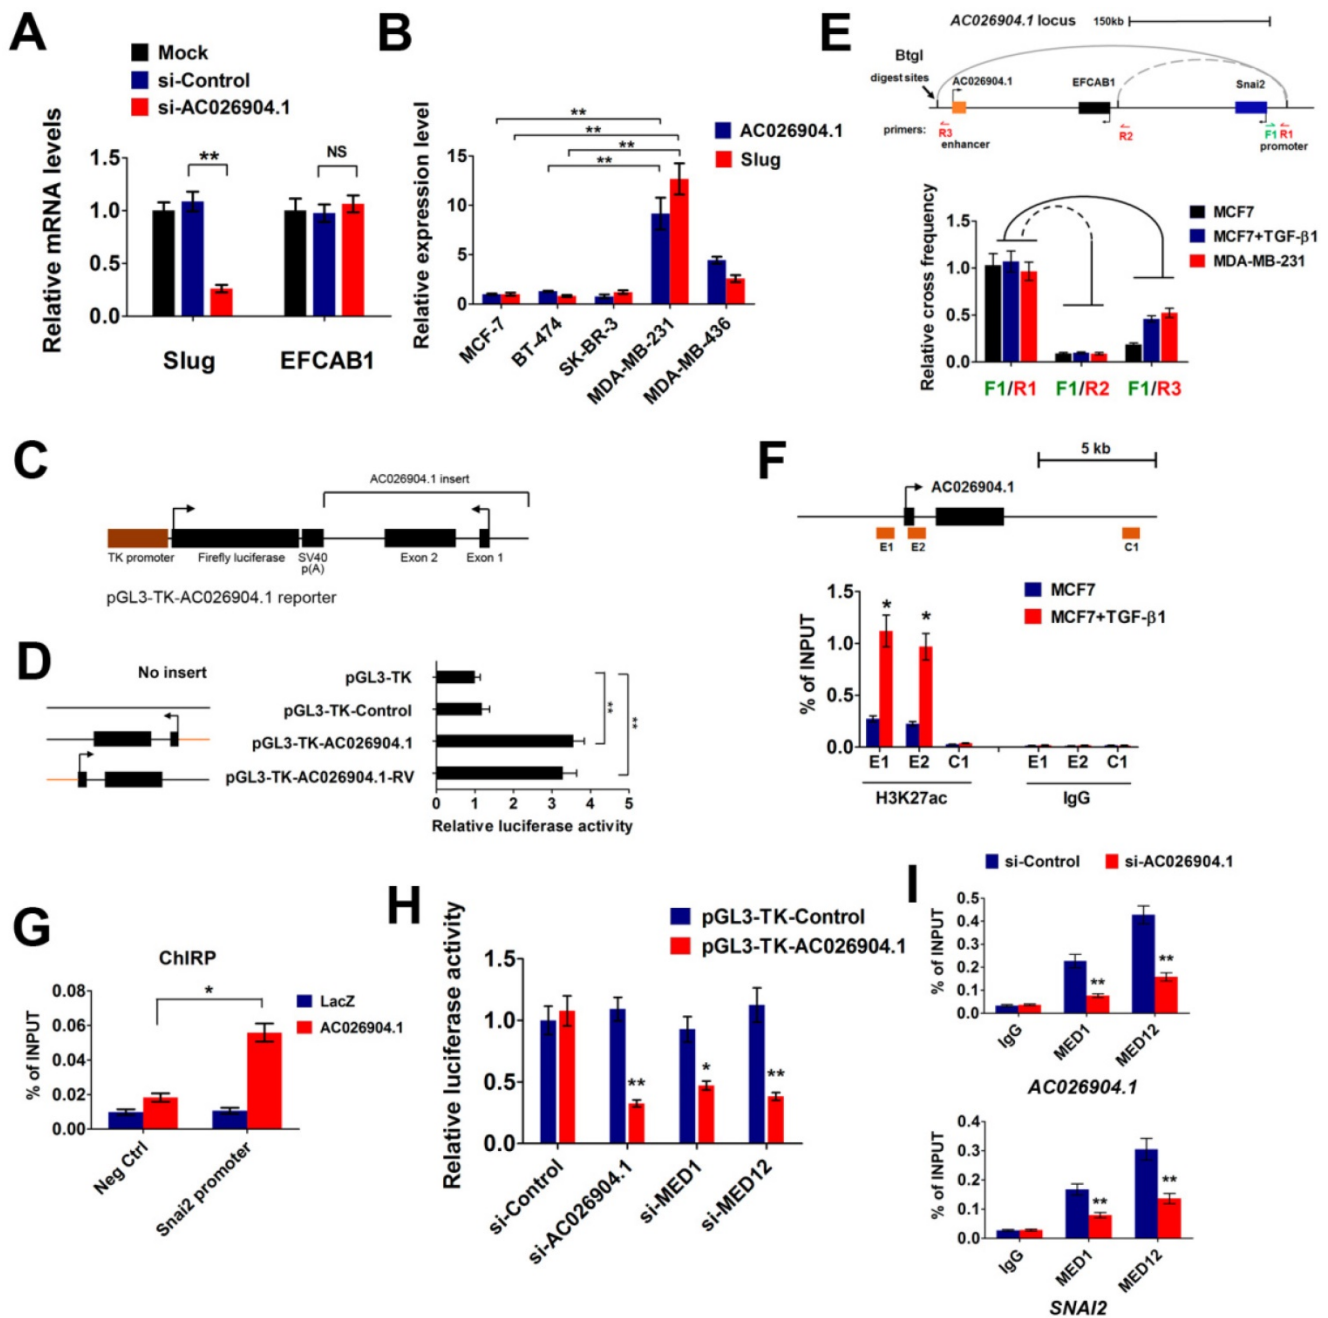 A
Mock
si-Control
si-AC026904.1
Relative mRNA levels
1.5
1.0
0.5
0.0
**
NS
Slug
EFCAB1
B
AC026904.1
Slug
Relative expression level
15
10
5
0
**
**
**
**
MCF-7
BT-474
SK-BR-3
MDA-MB-231
MDA-MB-436
E
AC026904.1 locus
150kb
BtgI
digest sites
AC026904.1
EFCAB1
Snai2
primers:
R3
R2
F1
R1
enhancer
promoter
Relative cross frequency
1.5
1.0
0.5
0.0
MCF7
MCF7+TGF-β1
MDA-MB-231
F1/R1
F1/R2
F1/R3
C
AC026904.1 insert
TK promoter
Firefly luciferase
SV40
p(A)
Exon 2
Exon 1
pGL3-TK-AC026904.1 reporter
D
No insert
pGL3-TK
pGL3-TK-Control
pGL3-TK-AC026904.1
pGL3-TK-AC026904.1-RV
**
**
0 1 2 3 4 5
Relative luciferase activity
F
5 kb
AC026904.1
E1
E2
C1
MCF7
MCF7+TGF-β1
% of INPUT
1.5
1.0
0.5
0.0
*
*
E1 E2 C1
E1 E2 C1
H3K27ac
IgG
G
ChIRP
LacZ
AC026904.1
% of INPUT
0.08
0.06
0.04
0.02
0.00
*
Neg Ctrl
Snai2 promoter
H
pGL3-TK-Control
pGL3-TK-AC026904.1
Relative luciferase activity
1.5
1.0
0.5
0.0
**
*
**
si-Control
si-AC026904.1
si-MED1
si-MED12
I
si-Control
si-AC026904.1
% of INPUT
0.5
0.4
0.3
0.2
0.1
0.0
**
**
IgG
MED1
MED12
AC026904.1
% of INPUT
0.4
0.3
0.2
0.1
0.0
**
**
IgG
MED1
MED12
SNAI2